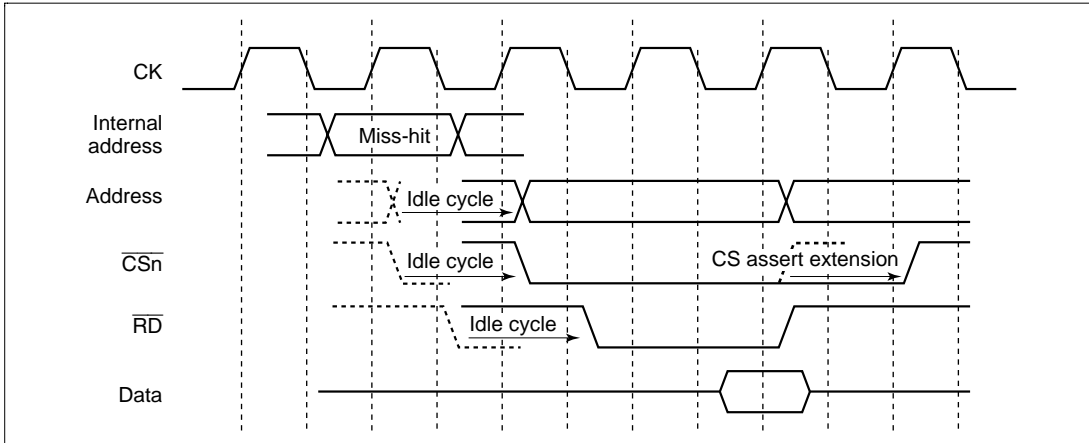 CK
Internal
address
Miss-hit
Address
Idle cycle
CSn
Idle cycle
CS assert extension
RD
Idle cycle
Data